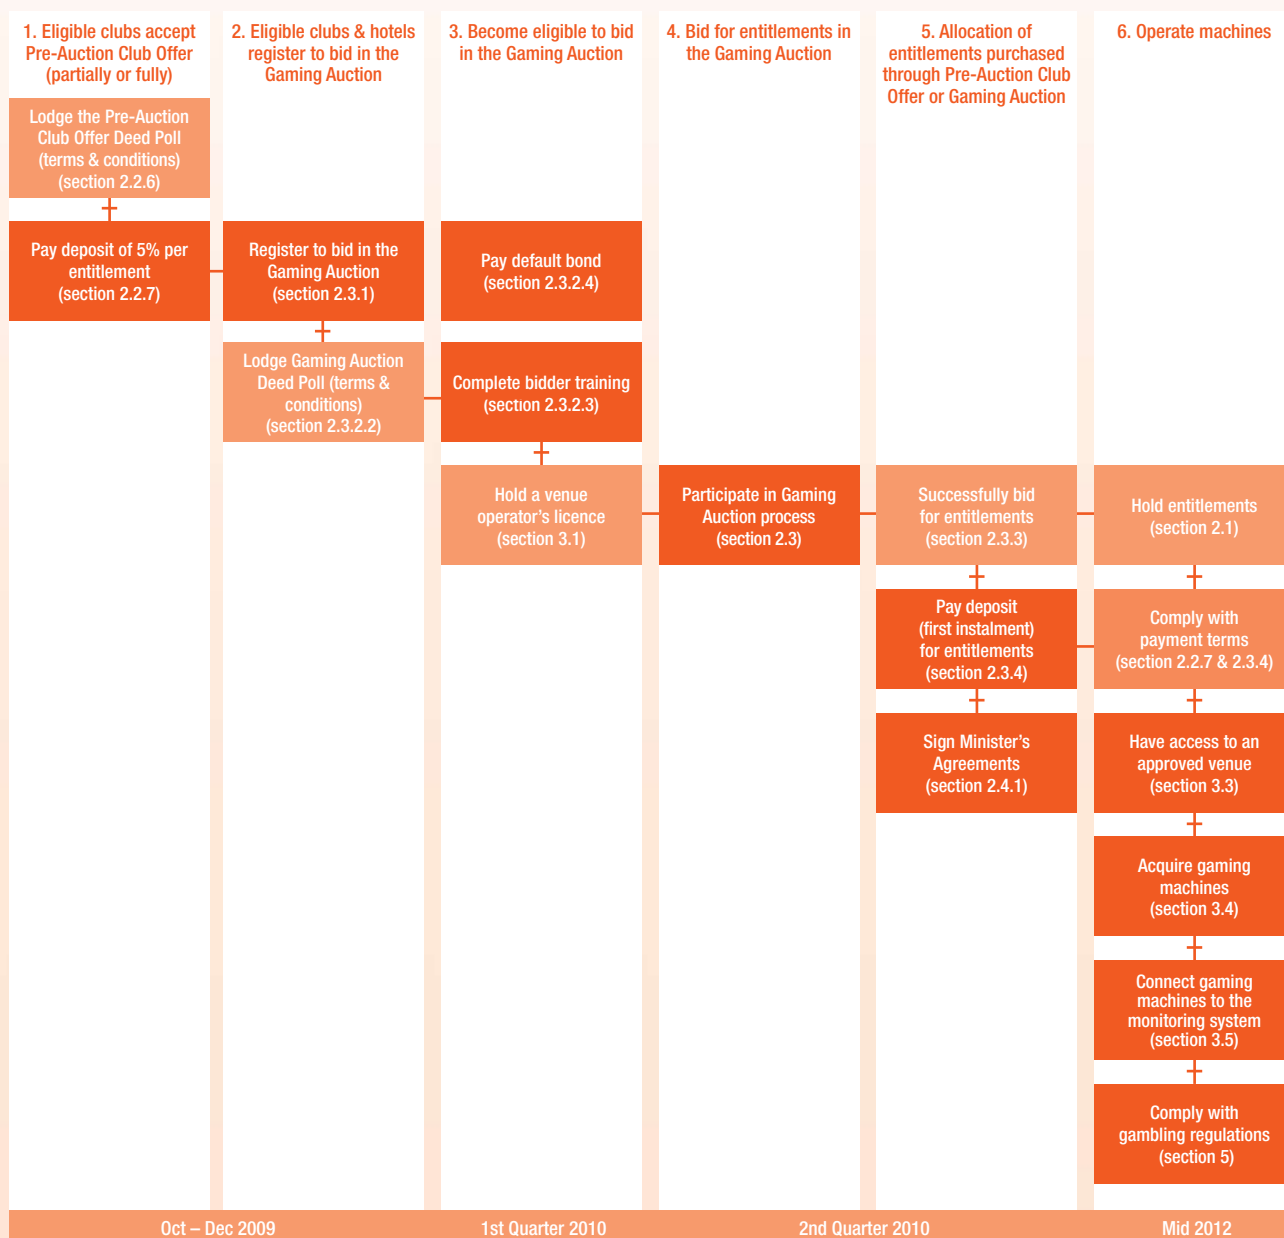 1. Eligible clubs accept
Pre-Auction Club Offer
(partially or fully)
2. Eligible clubs & hotels
register to bid in the
Gaming Auction
3. Become eligible to bid
in the Gaming Auction
4. Bid for entitlements in
the Gaming Auction
5. Allocation of
entitlements purchased
through Pre-Auction Club
Offer or Gaming Auction
6. Operate machines
Lodge the Pre-Auction
Club Offer Deed Poll
(terms & conditions)
(section 2.2.6)
Pay deposit of 5% per
entitlement
(section 2.2.7)
Register to bid in the
Gaming Auction
(section 2.3.1)
Pay default bond
(section 2.3.2.4)
Lodge Gaming Auction
Deed Poll (terms &
conditions)
(section 2.3.2.2)
Complete bidder training
(section 2.3.2.3)
Hold a venue
operator's licence
(section 3.1)
Participate in Gaming
Auction process
(section 2.3)
Successfully bid
for entitlements
(section 2.3.3)
Hold entitlements
(section 2.1)
Pay deposit
(first instalment)
for entitlements
(section 2.3.4)
Comply with
payment terms
(section 2.2.7 & 2.3.4)
Sign Minister's
Agreements
(section 2.4.1)
Have access to an
approved venue
(section 3.3)
Acquire gaming
machines
(section 3.4)
Connect gaming
machines to the
monitoring system
(section 3.5)
Comply with
gambling regulations
(section 5)
Oct – Dec 2009
1st Quarter 2010
2nd Quarter 2010
Mid 2012